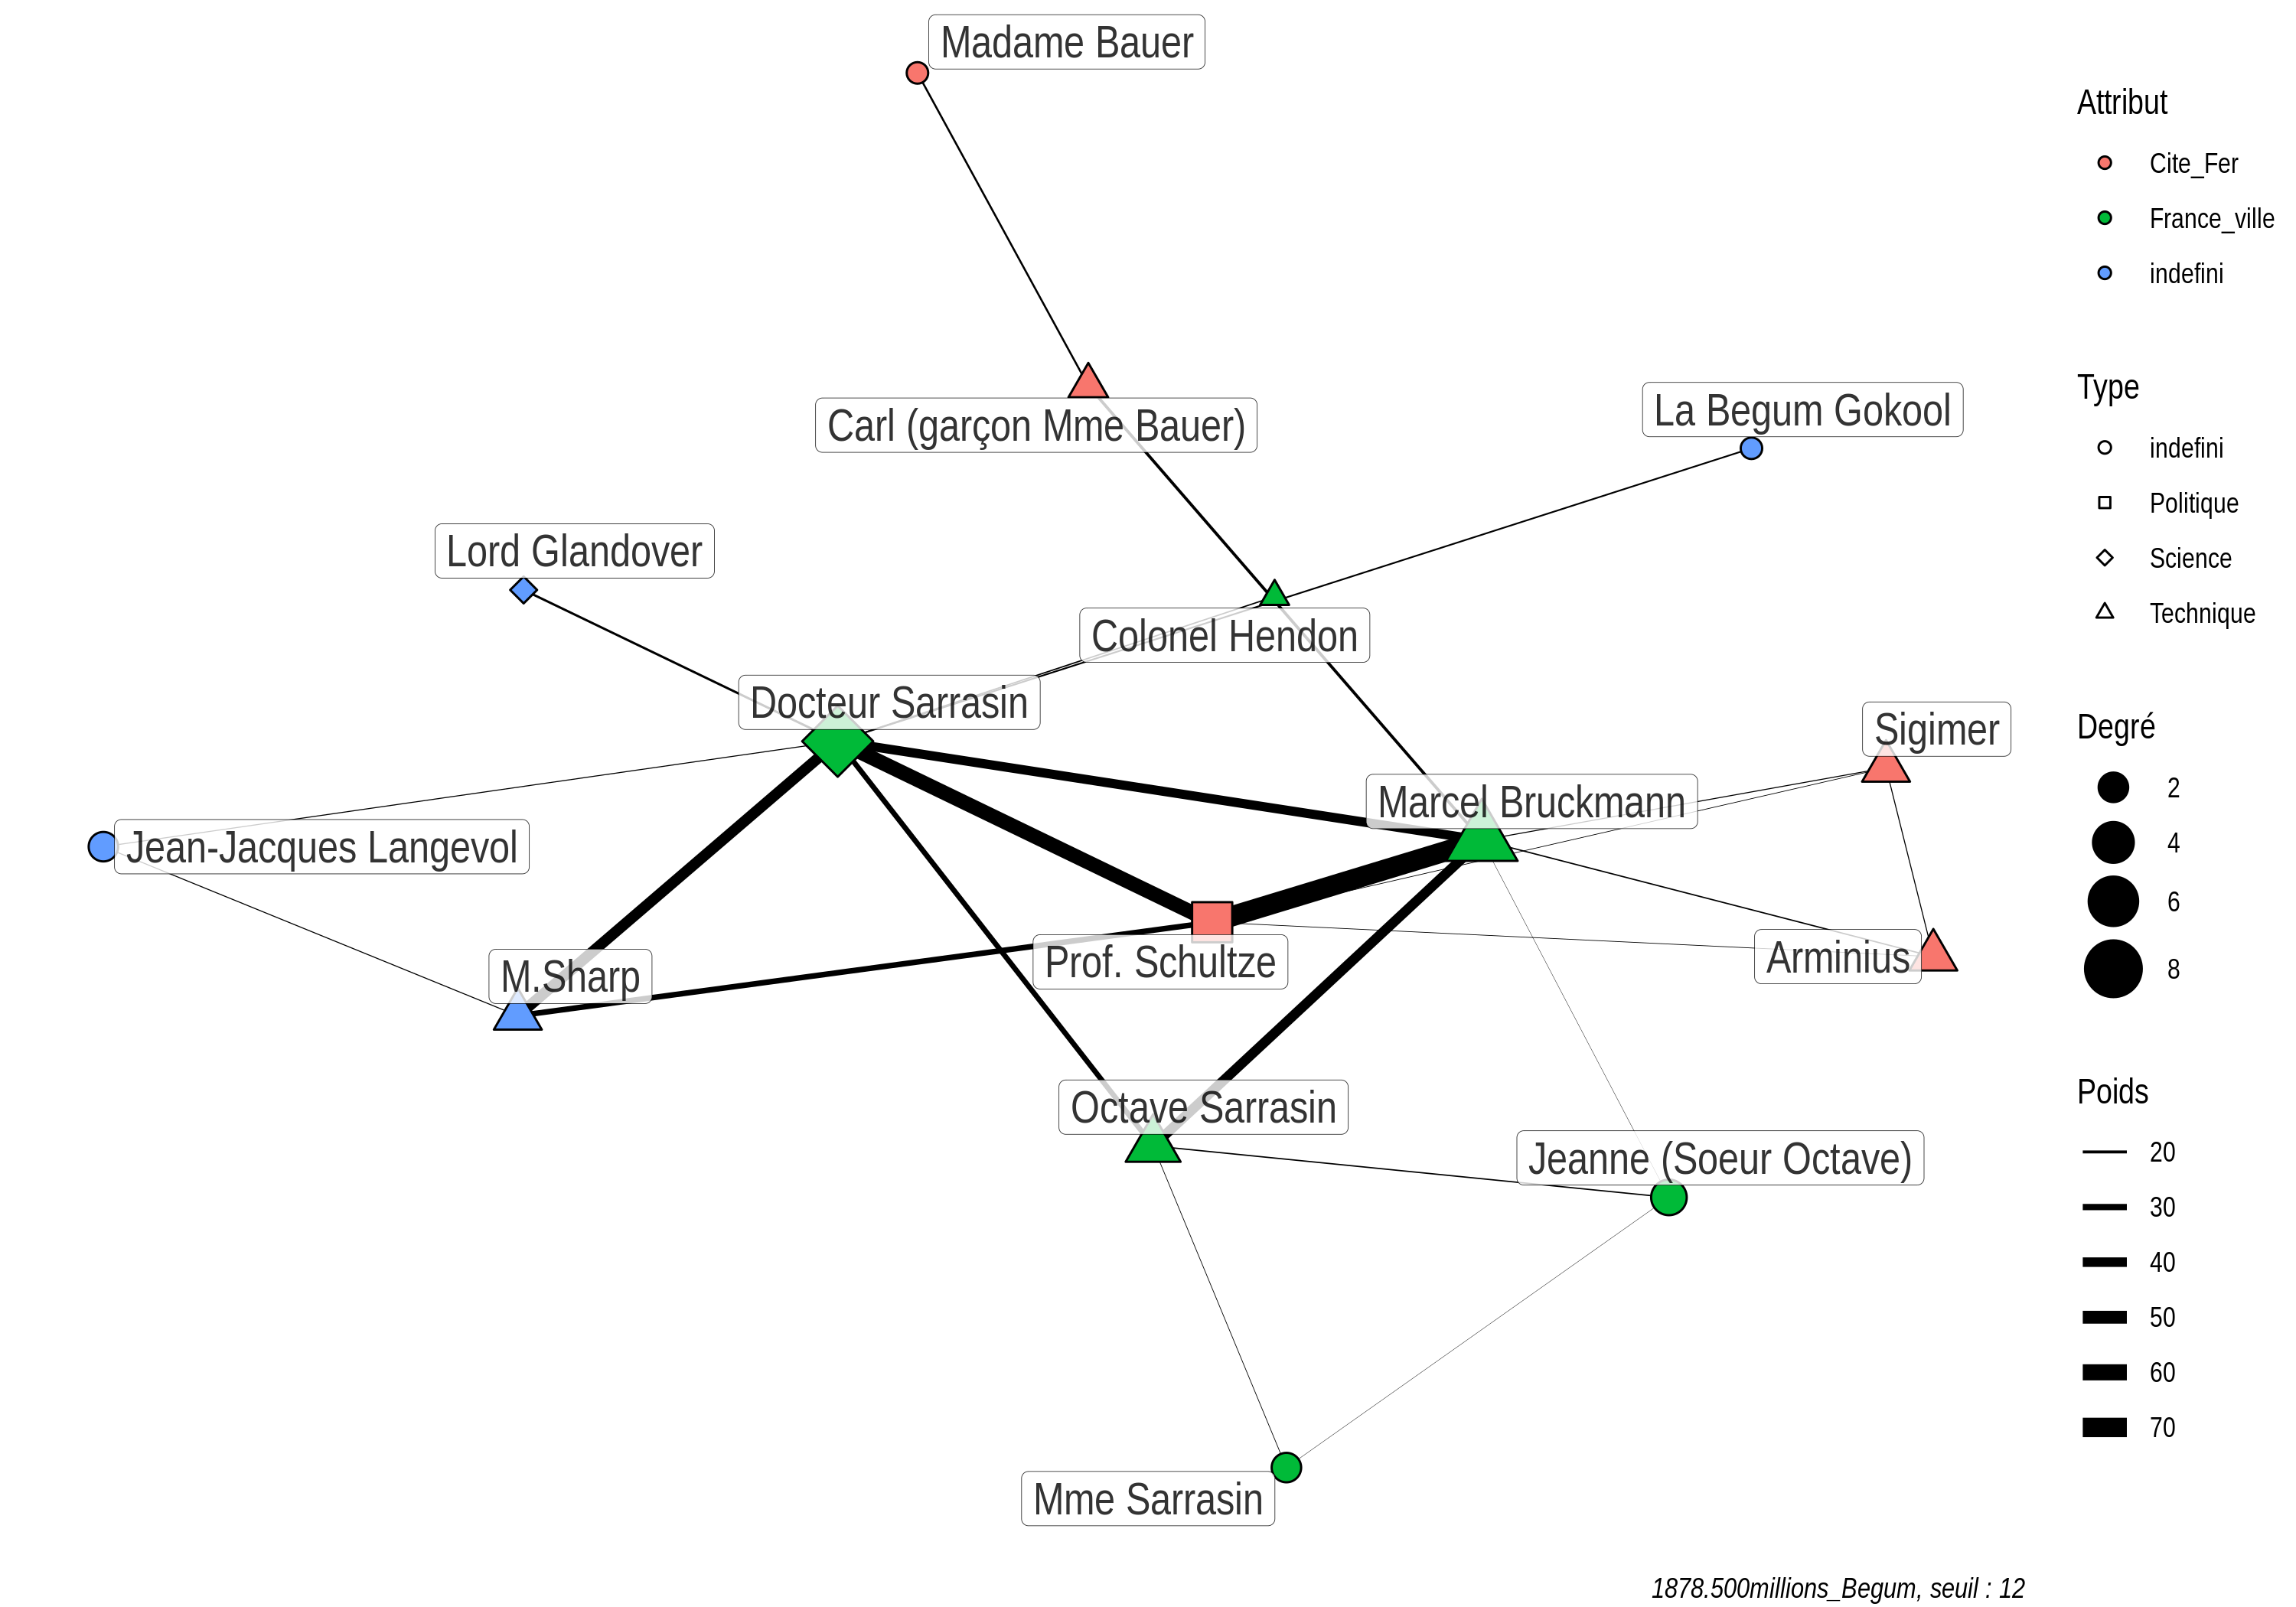 Madame Bauer
Carl (garçon Mme Bauer)
La Begum Gokool
Lord Glandover
Colonel Hendon
Docteur Sarrasin
Sigimer
Marcel Bruckmann
Jean-Jacques Langevol
Arminius
Prof. Schultze
M.Sharp
Octave Sarrasin
Jeanne (Soeur Octave)
Mme Sarrasin
Attribut
Cite_Fer
France_ville
indefini
Type
indefini
Politique
Science
Technique
Degré
2
4
6
8
Poids
20
30
40
50
60
70
1878.500millions_Begum, seuil : 12